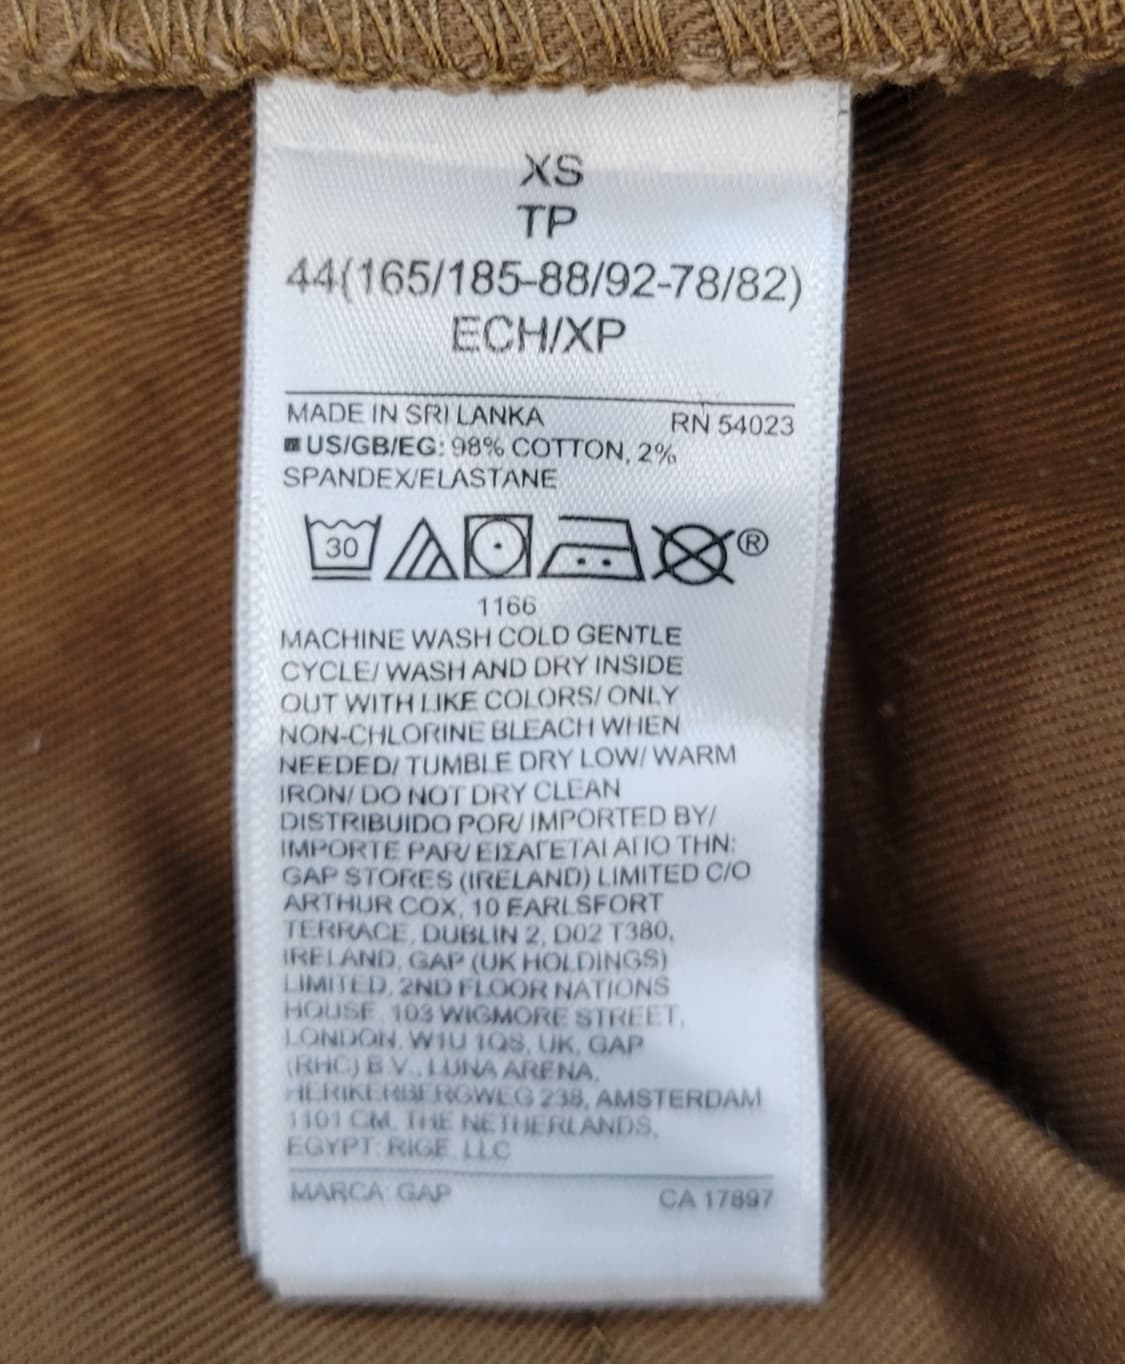 XS
TP
44(165/185-88/92-78/82)
ECH/XP
MADE IN SRI LANKA RN 54023
US/GB/EG: 98% COTTON, 2%
SPANDEX/ELASTANE
30 ®
1166
MACHINE WASH COLD GENTLE
CYCLE/ WASH AND DRY INSIDE
OUT WITH LIKE COLORS/ ONLY
NON-CHLORINE BLEACH WHEN
NEEDED/ TUMBLE DRY LOW/ WARM
IRON/ DO NOT DRY CLEAN
DISTRIBUIDO POR/ IMPORTED BY/
IMPORTE PAR/ ΕΙΣΑΓΕΤΑΙ ΑΠΟ ΤΗΝ:
GAP STORES (IRELAND) LIMITED C/O
ARTHUR COX, 10 EARLSFORT
TERRACE, DUBLIN 2, D02 T380,
IRELAND, GAP (UK HOLDINGS)
LIMITED, 2ND FLOOR NATIONS
HOUSE, 103 WIGMORE STREET,
LONDON, W1U 1QS, UK, GAP
(RHC) B.V., LUNA ARENA,
HERIKERBERGWEG 238, AMSTERDAM
1101 CM, THE NETHERLANDS,
EGYPT: RIGE, LLC
MARCA: GAP CA 17897